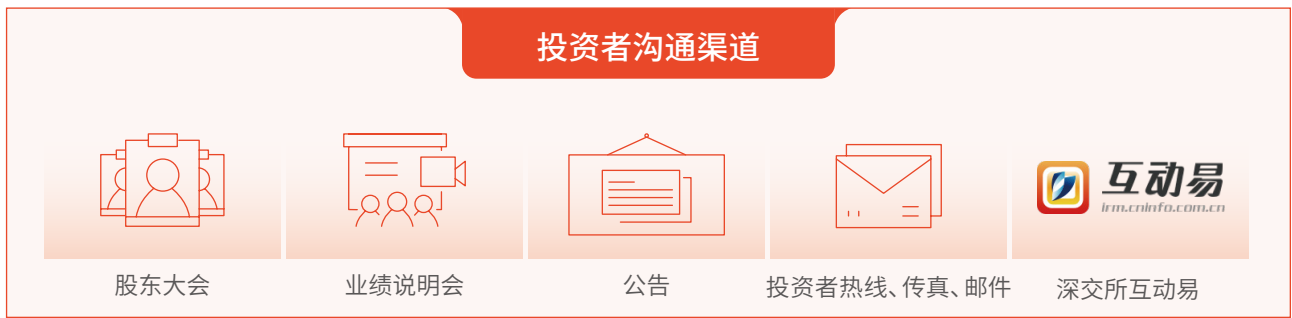 投资者沟通渠道
互动易
irm.cninfo.com.cn
股东大会
业绩说明会
公告
投资者热线、传真、邮件
深交所互动易